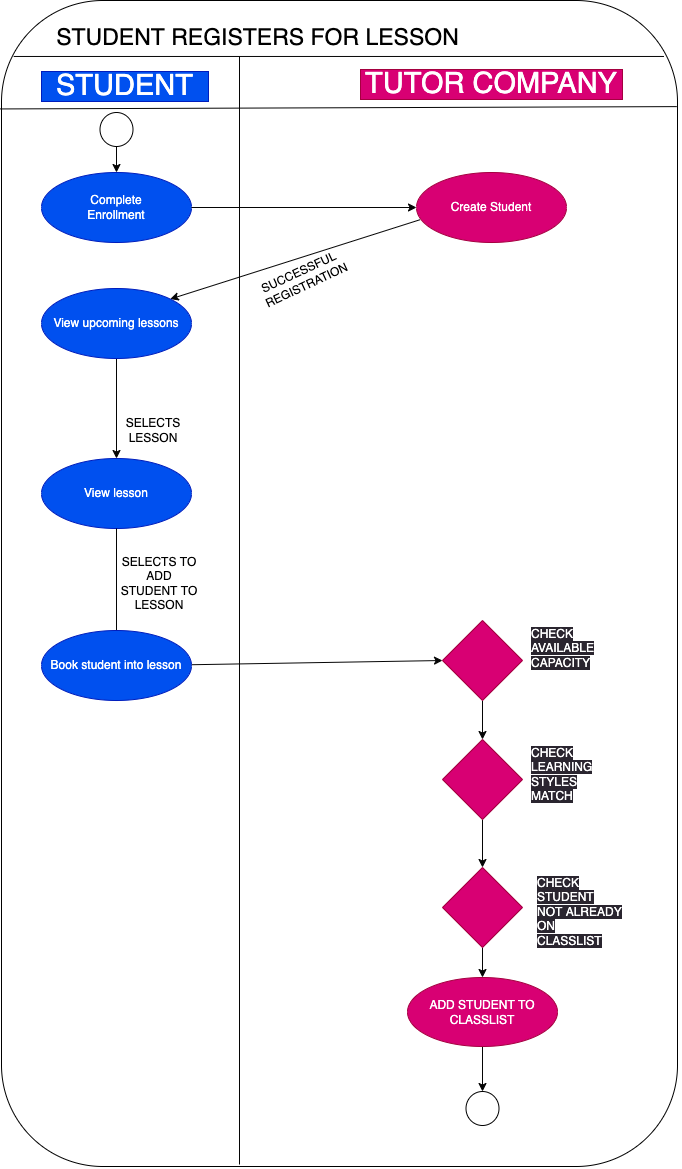 STUDENT REGISTERS FOR LESSON
STUDENT
TUTOR COMPANY
Complete
Enrollment
Create Student
SUCCESSFUL
REGISTRATION
View upcoming lessons
SELECTS
LESSON
View lesson
SELECTS TO
ADD
STUDENT TO
LESSON
Book student into lesson
CHECK
AVAILABLE
CAPACITY
CHECK
LEARNING
STYLES
MATCH
CHECK
STUDENT
NOT ALREADY
ON
CLASSLIST
ADD STUDENT TO
CLASSLIST